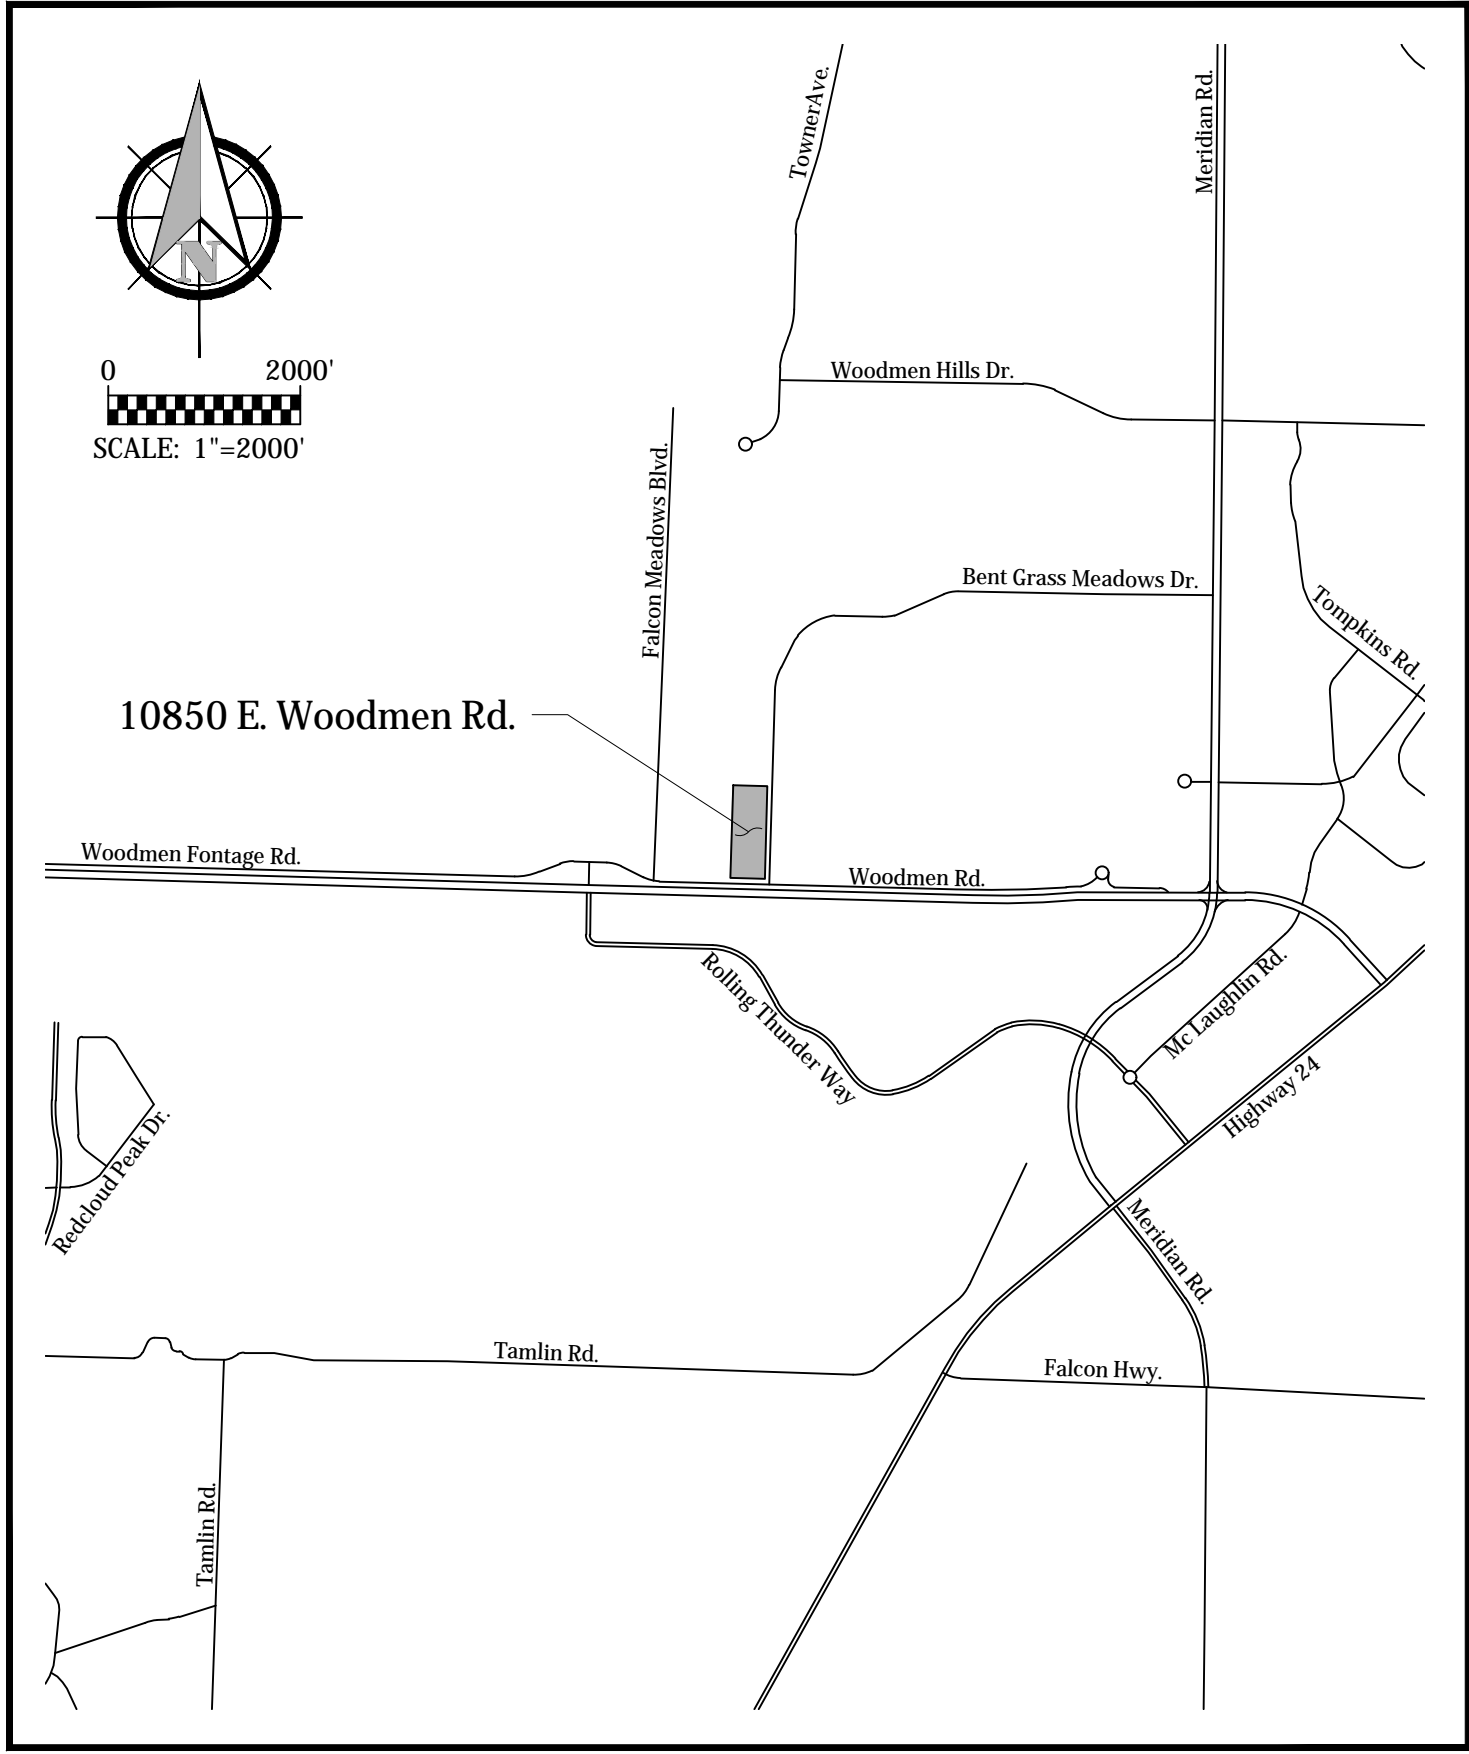 TownerAve.
Meridian Rd.
N
0 2000'
SCALE: 1"=2000'
Woodmen Hills Dr.
Falcon Meadows Blvd.
Bent Grass Meadows Dr.
Tompkins Rd.
10850 E. Woodmen Rd.
Woodmen Fontage Rd.
Woodmen Rd.
Rolling Thunder Way
Mc Laughlin Rd.
Highway 24
Redcloud Peak Dr.
Meridian Rd.
Tamlin Rd.
Falcon Hwy.
Tamlin Rd.